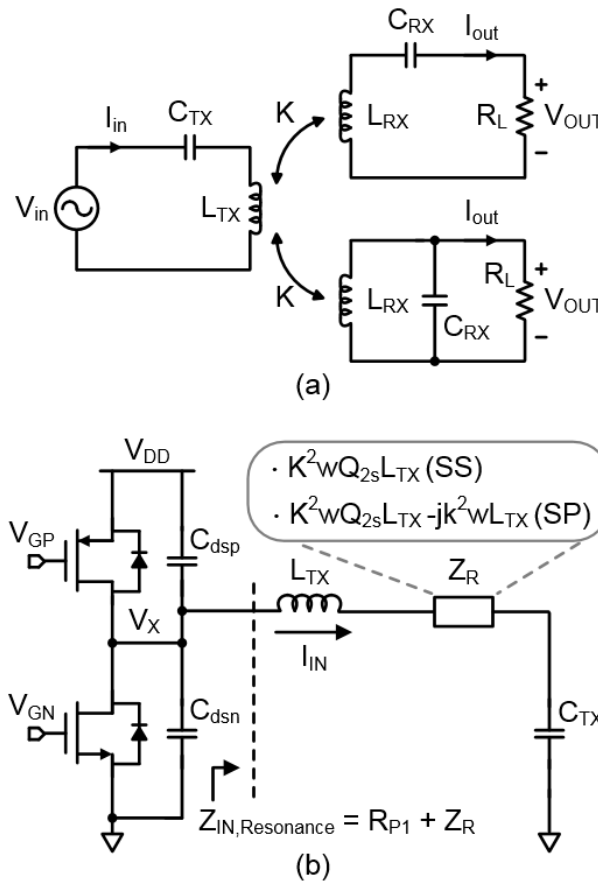 C_RX
I_out
C_TX
I_in
K
L_RX
R_L
+
V_OUT
−
V_in
L_TX
I_out
K
L_RX
R_L
+
V_OUT
−
C_RX
(a)
V_DD
· K²wQ_2sL_TX (SS)
· K²wQ_2sL_TX-jk²wL_TX (SP)
V_GP
C_dsp
L_TX
Z_R
V_X
I_IN
V_GN
C_dsn
C_TX
Z_IN,Resonance = R_P1 + Z_R
(b)